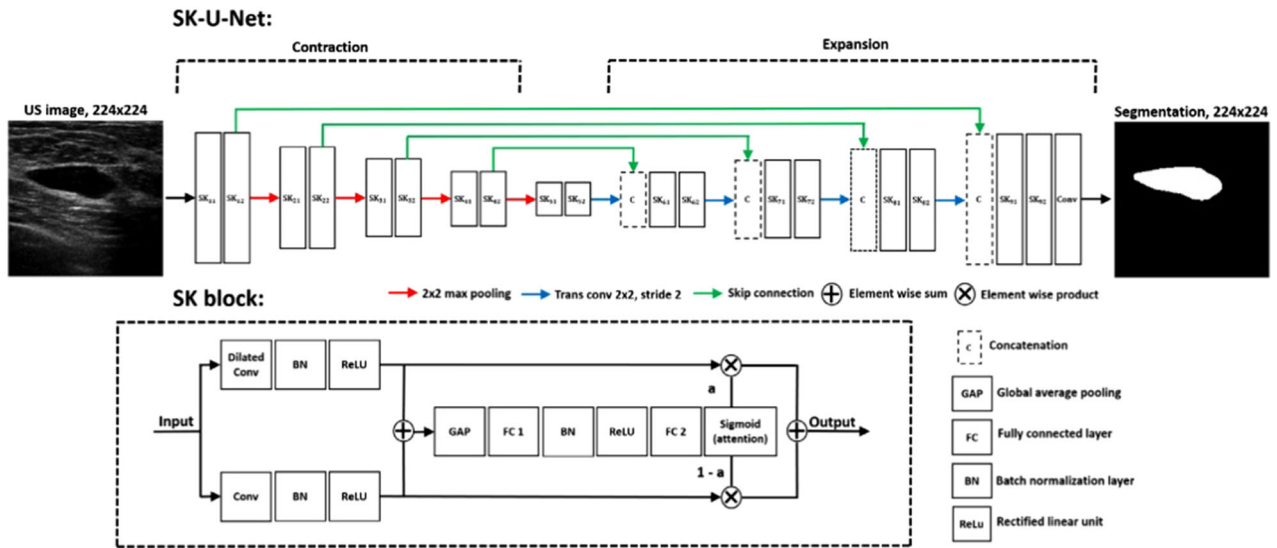 SK-U-Net:
Contraction
Expansion
US image, 224x224
Segmentation, 224x224
SK₁₁ SK₁₂ SK₂₁ SK₂₂ SK₃₁ SK₃₂ SK₄₁ SK₄₂ SK₅₁ SK₅₂ C SK₆₁ SK₆₂ C SK₇₁ SK₇₂ C SK₈₁ SK₈₂ C SK₉₁ SK₉₂ Conv
2x2 max pooling
Trans conv 2x2, stride 2
Skip connection
Element wise sum
Element wise product
SK block:
Dilated
Conv
BN
ReLU
Input
Conv
BN
ReLU
GAP
FC 1
BN
ReLU
FC 2
Sigmoid
(attention)
a
1 - a
Output
C
Concatenation
GAP
Global average pooling
FC
Fully connected layer
BN
Batch normalization layer
ReLu
Rectified linear unit